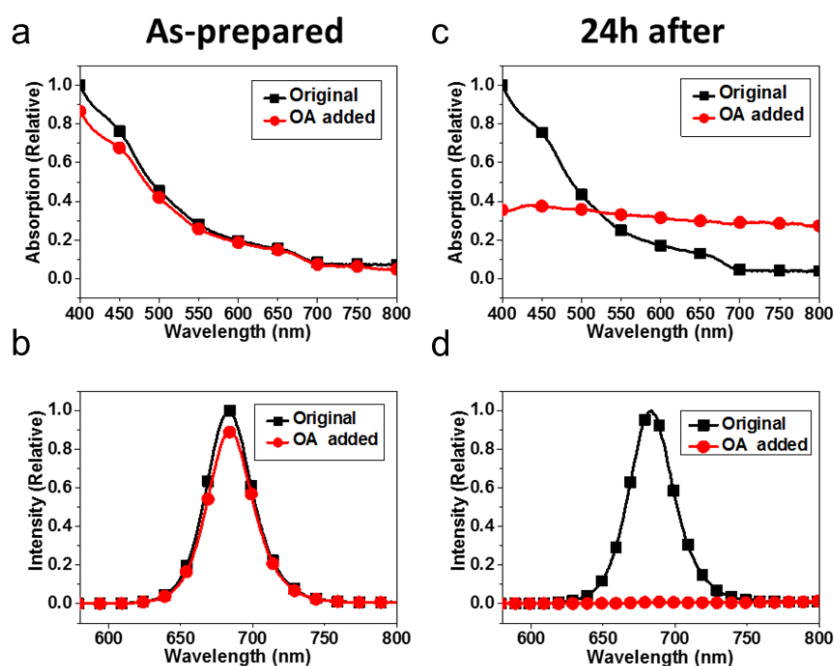 a
As-prepared
Absorption (Relative)
1.0
0.8
0.6
0.4
0.2
0.0
Original
OA added
400 450 500 550 600 650 700 750 800
Wavelength (nm)
c
24h after
Absorption (Relative)
1.0
0.8
0.6
0.4
0.2
0.0
Original
OA added
400 450 500 550 600 650 700 750 800
Wavelength (nm)
b
Intensity (Relative)
1.0
0.8
0.6
0.4
0.2
0.0
Original
OA added
600 650 700 750 800
Wavelength (nm)
d
Intensity (Relative)
1.0
0.8
0.6
0.4
0.2
0.0
Original
OA added
600 650 700 750 800
Wavelength (nm)